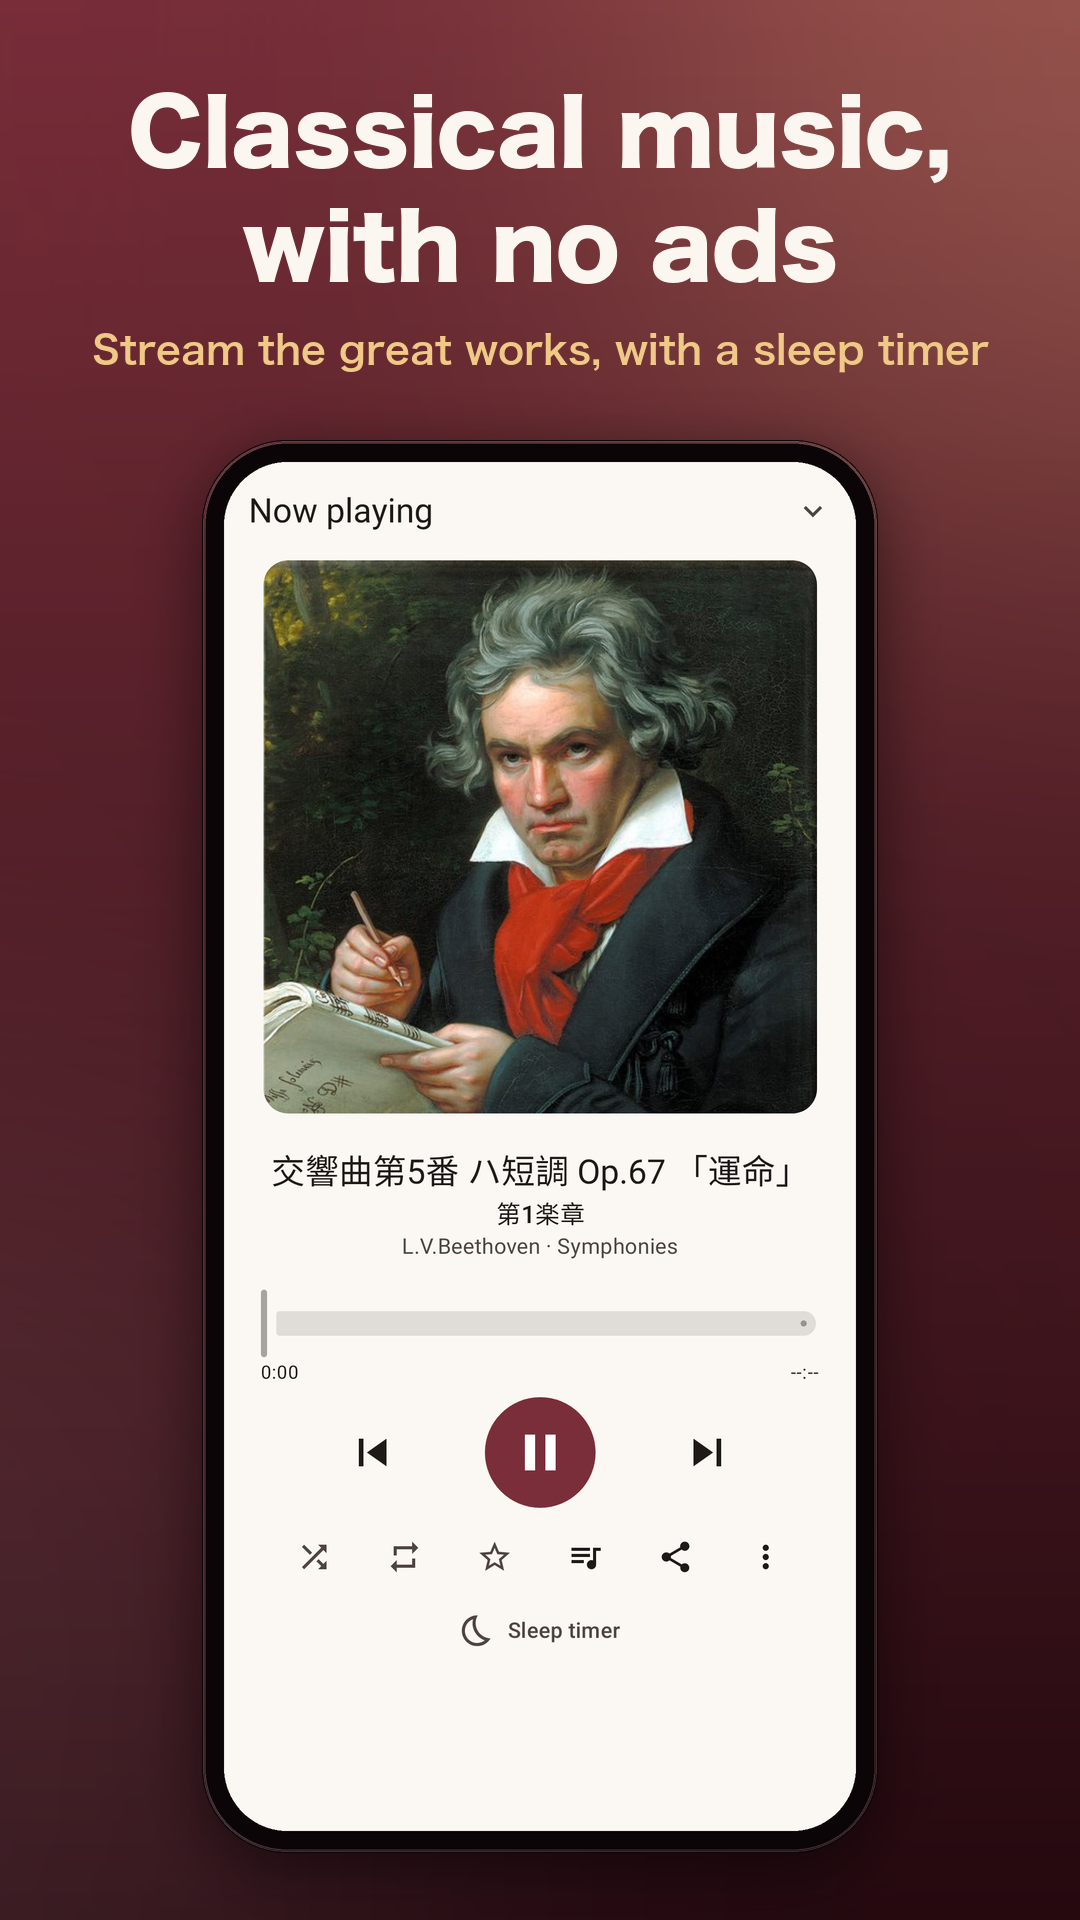 Classical music,
with no ads
Stream the great works, with a sleep timer
Now playing
交響曲第5番 ハ短調 Op.67 「運命」
第1楽章
L.V.Beethoven · Symphonies
0:00
--:--
Sleep timer